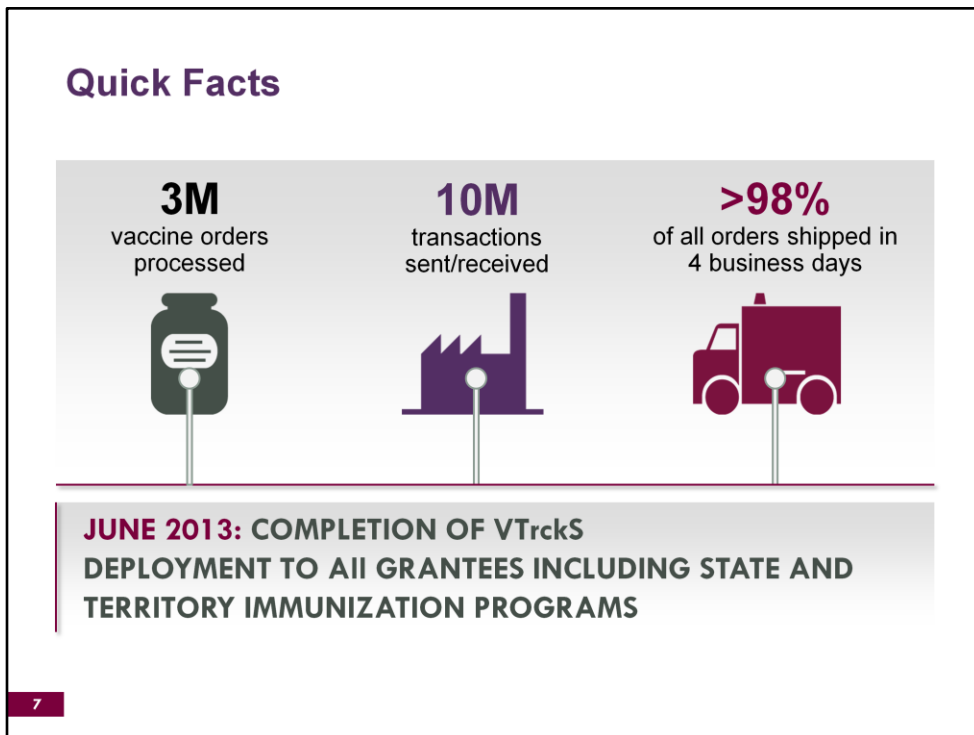 Quick Facts
3M
vaccine orders
processed
10M
transactions
sent/received
>98%
of all orders shipped in
4 business days
JUNE 2013: COMPLETION OF VTrckS
DEPLOYMENT TO All GRANTEES INCLUDING STATE AND
TERRITORY IMMUNIZATION PROGRAMS
7